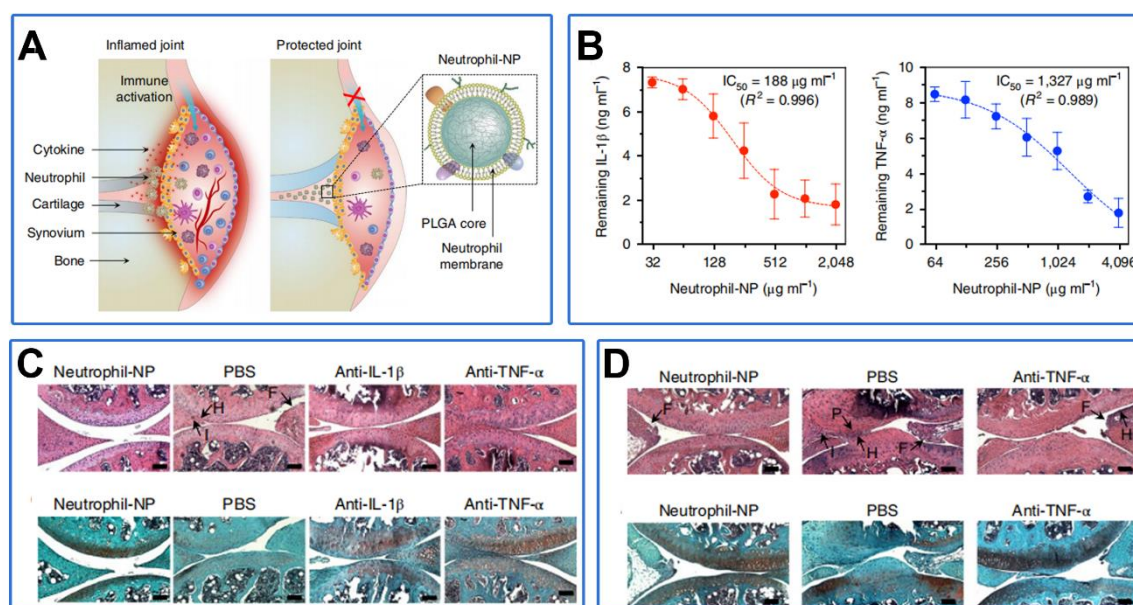 A
Inflamed joint
Protected joint
Immune
activation
Neutrophil-NP
Cytokine
Neutrophil
Cartilage
Synovium
Bone
PLGA core
Neutrophil
membrane
B
Remaining IL-1β (ng ml⁻¹)
8
6
4
2
0
IC₅₀ = 188 µg ml⁻¹
(R² = 0.996)
32 128 512 2,048
Neutrophil-NP (µg ml⁻¹)
Remaining TNF-α (ng ml⁻¹)
10
8
6
4
2
0
IC₅₀ = 1,327 µg ml⁻¹
(R² = 0.989)
64 256 1,024 4,096
Neutrophil-NP (µg ml⁻¹)
C
Neutrophil-NP PBS Anti-IL-1β Anti-TNF-α
H F
I
Neutrophil-NP PBS Anti-IL-1β Anti-TNF-α
D
Neutrophil-NP PBS Anti-TNF-α
F P I H F F H
Neutrophil-NP PBS Anti-TNF-α